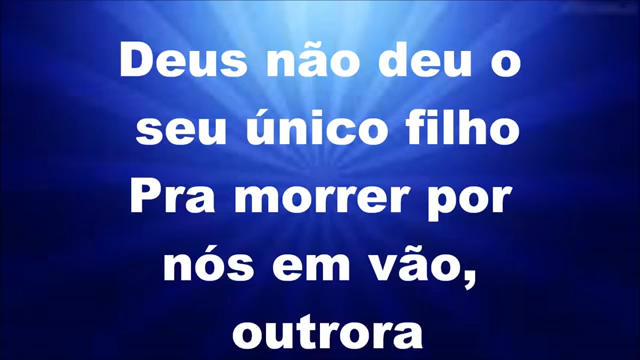 Deus não deu o
seu único filho
Pra morrer por
nós em vão,
outrora